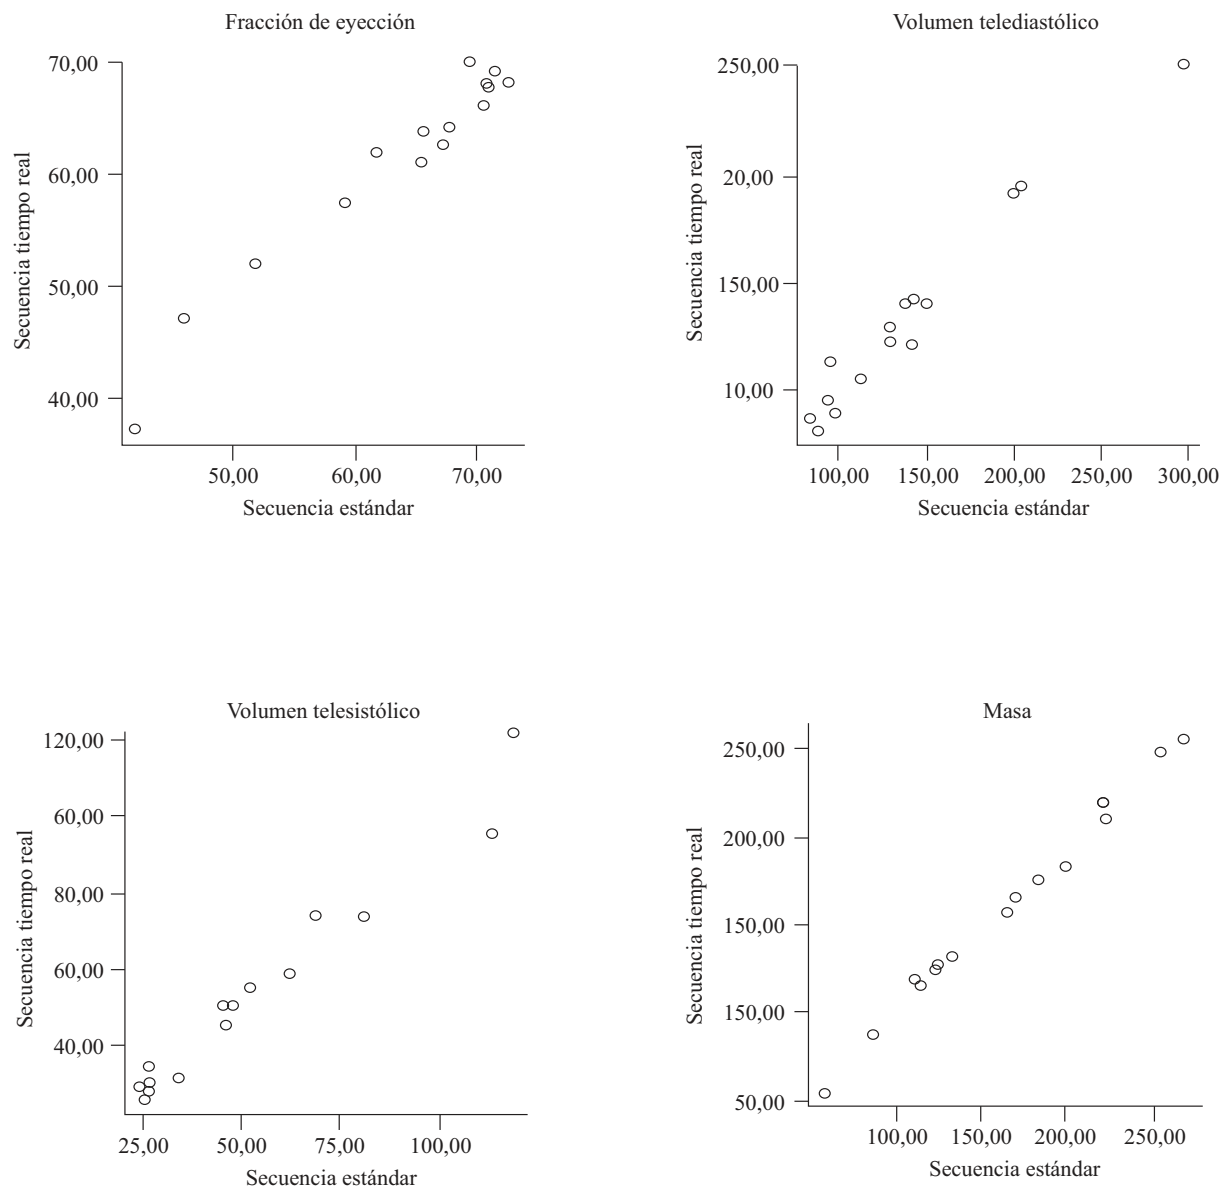 Fracción de eyección
70,00
60,00
50,00
40,00
Secuencia tiempo real
50,00 60,00 70,00
Secuencia estándar
Volumen telediastólico
250,00
20,00
150,00
10,00
Secuencia tiempo real
100,00 150,00 200,00 250,00 300,00
Secuencia estándar
Volumen telesistólico
120,00
60,00
80,00
60,00
40,00
Secuencia tiempo real
25,00 50,00 75,00 100,00
Secuencia estándar
Masa
250,00
200,00
150,00
150,00
50,00
Secuencia tiempo real
100,00 150,00 200,00 250,00
Secuencia estándar